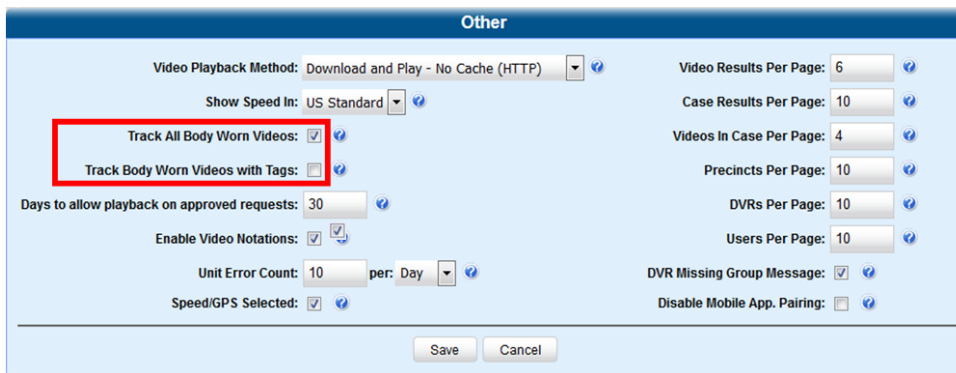 Other
Video Playback Method: Download and Play - No Cache (HTTP)
Video Results Per Page: 6
Show Speed In: US Standard
Case Results Per Page: 10
Track All Body Worn Videos:
Videos In Case Per Page: 4
Track Body Worn Videos with Tags:
Precincts Per Page: 10
Days to allow playback on approved requests: 30
DVRs Per Page: 10
Enable Video Notations:
Users Per Page: 10
Unit Error Count: 10 per: Day
DVR Missing Group Message:
Speed/GPS Selected:
Disable Mobile App. Pairing:
Save Cancel